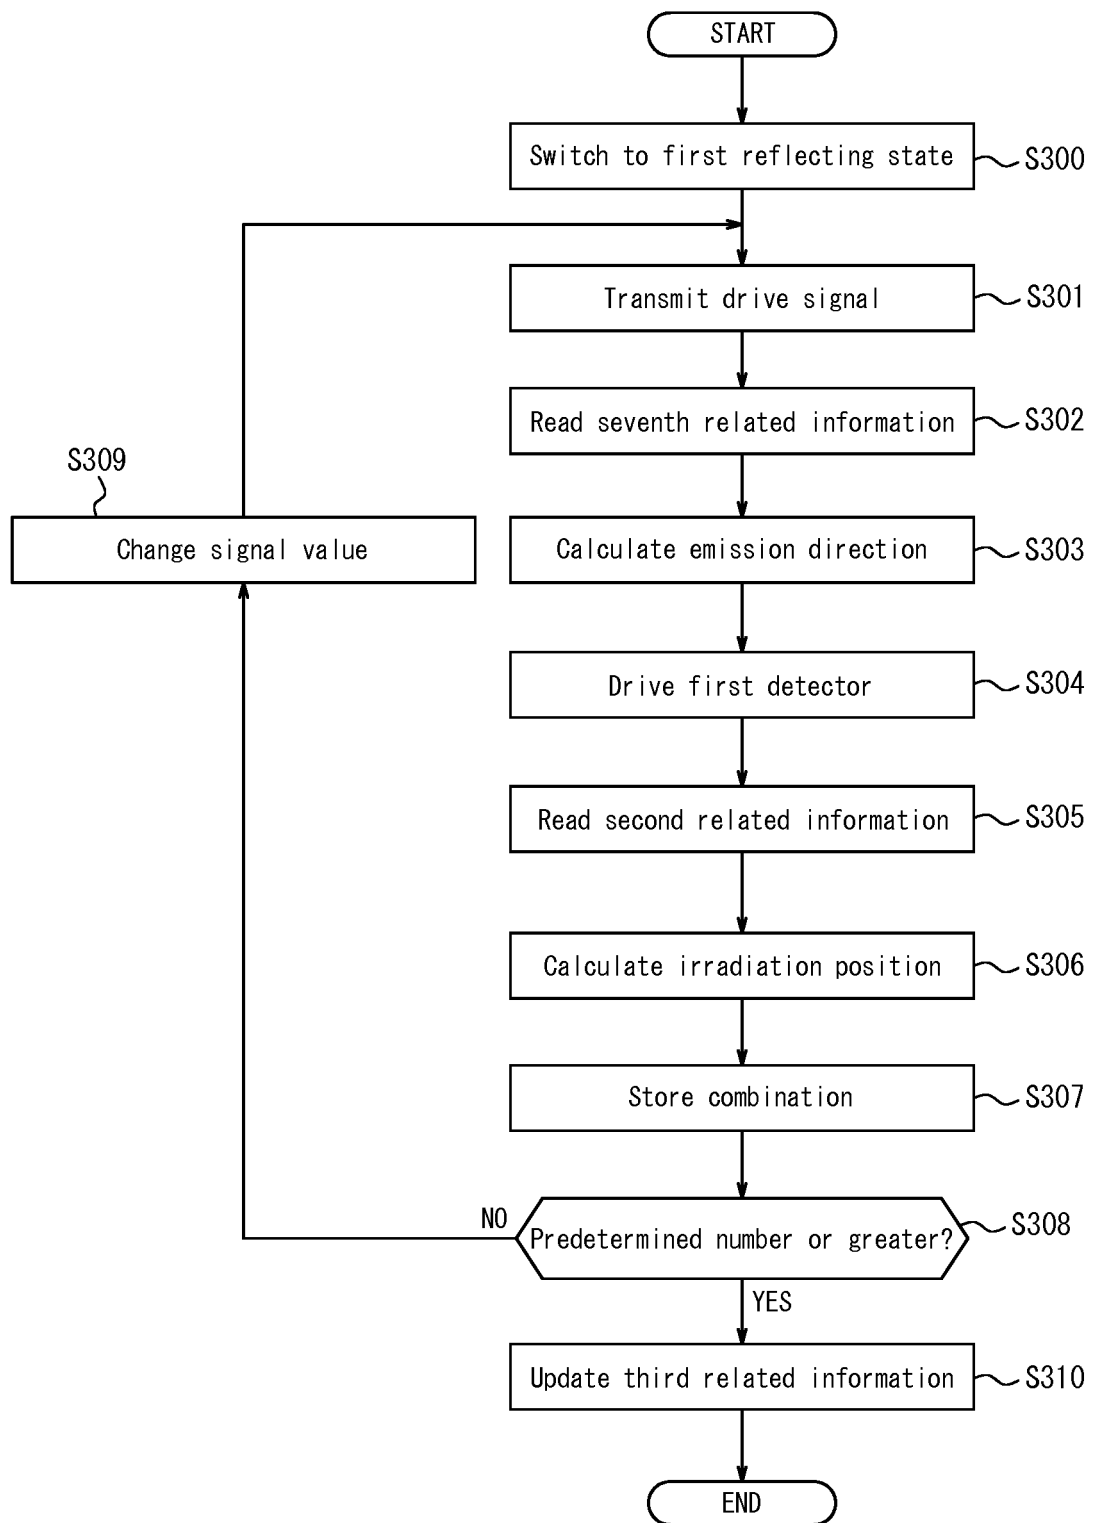 START
Switch to first reflecting state
S300
Transmit drive signal
S301
Read seventh related information
S302
S309
Change signal value
Calculate emission direction
S303
Drive first detector
S304
Read second related information
S305
Calculate irradiation position
S306
Store combination
S307
NO
Predetermined number or greater?
S308
YES
Update third related information
S310
END